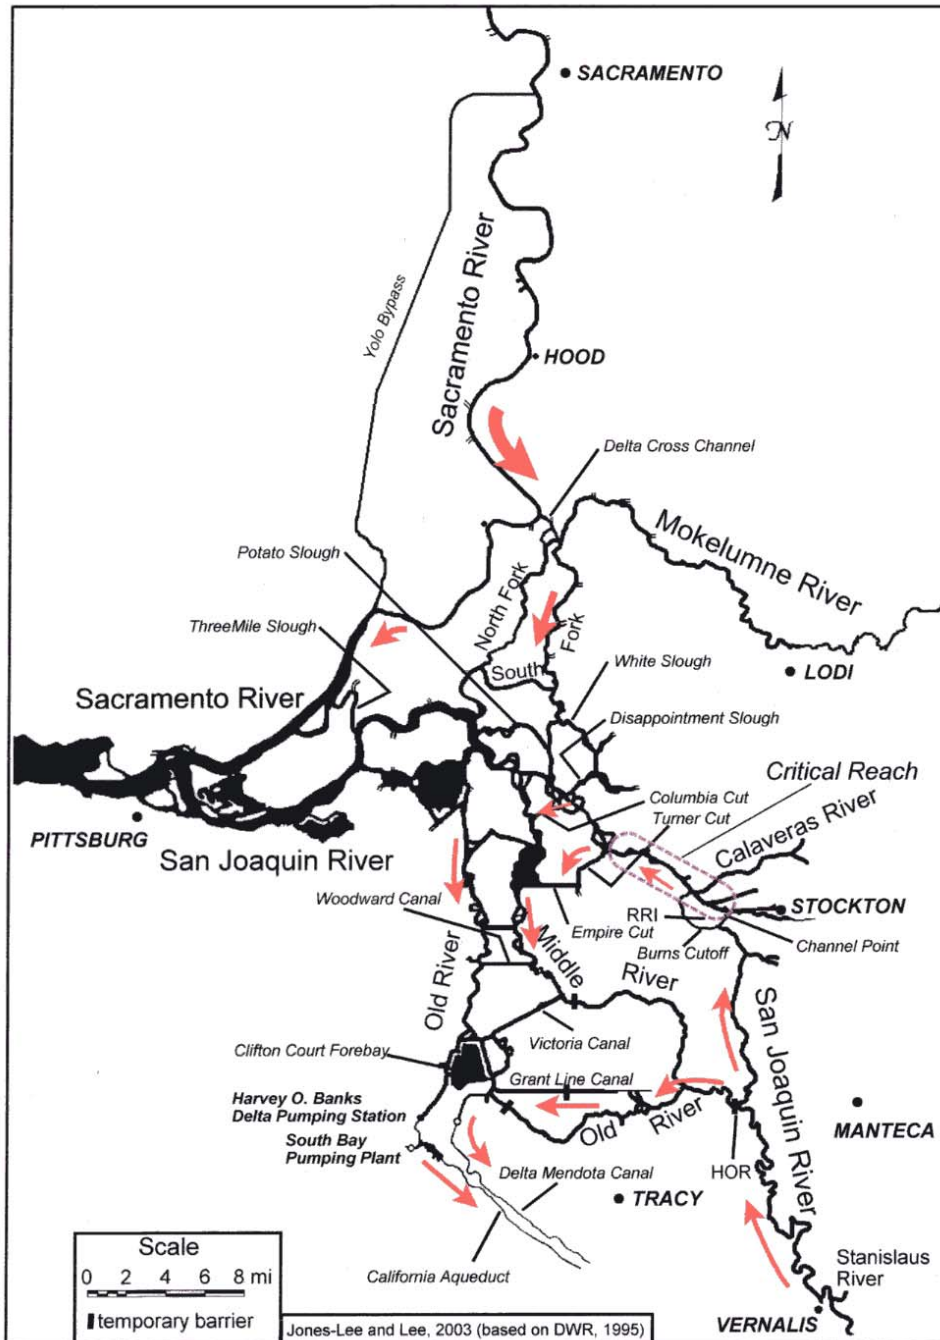 SACRAMENTO
N
Sacramento River
Yolo Bypass
HOOD
Delta Cross Channel
Mokelumne River
Potato Slough
North Fork
South Fork
ThreeMile Slough
White Slough
LODI
Sacramento River
Disappointment Slough
Critical Reach
Columbia Cut
Turner Cut
Calaveras River
PITTSBURG
San Joaquin River
Woodward Canal
RRI
STOCKTON
Empire Cut
Channel Point
Burns Cutoff
Middle River
Old River
San Joaquin River
Victoria Canal
Clifton Court Forebay
Grant Line Canal
Harvey O. Banks
Delta Pumping Station
Old River
MANTECA
South Bay
Pumping Plant
HOR
Delta Mendota Canal
TRACY
California Aqueduct
Stanislaus
River
VERNALIS
Scale
0 2 4 6 8 mi
temporary barrier
Jones-Lee and Lee, 2003 (based on DWR, 1995)